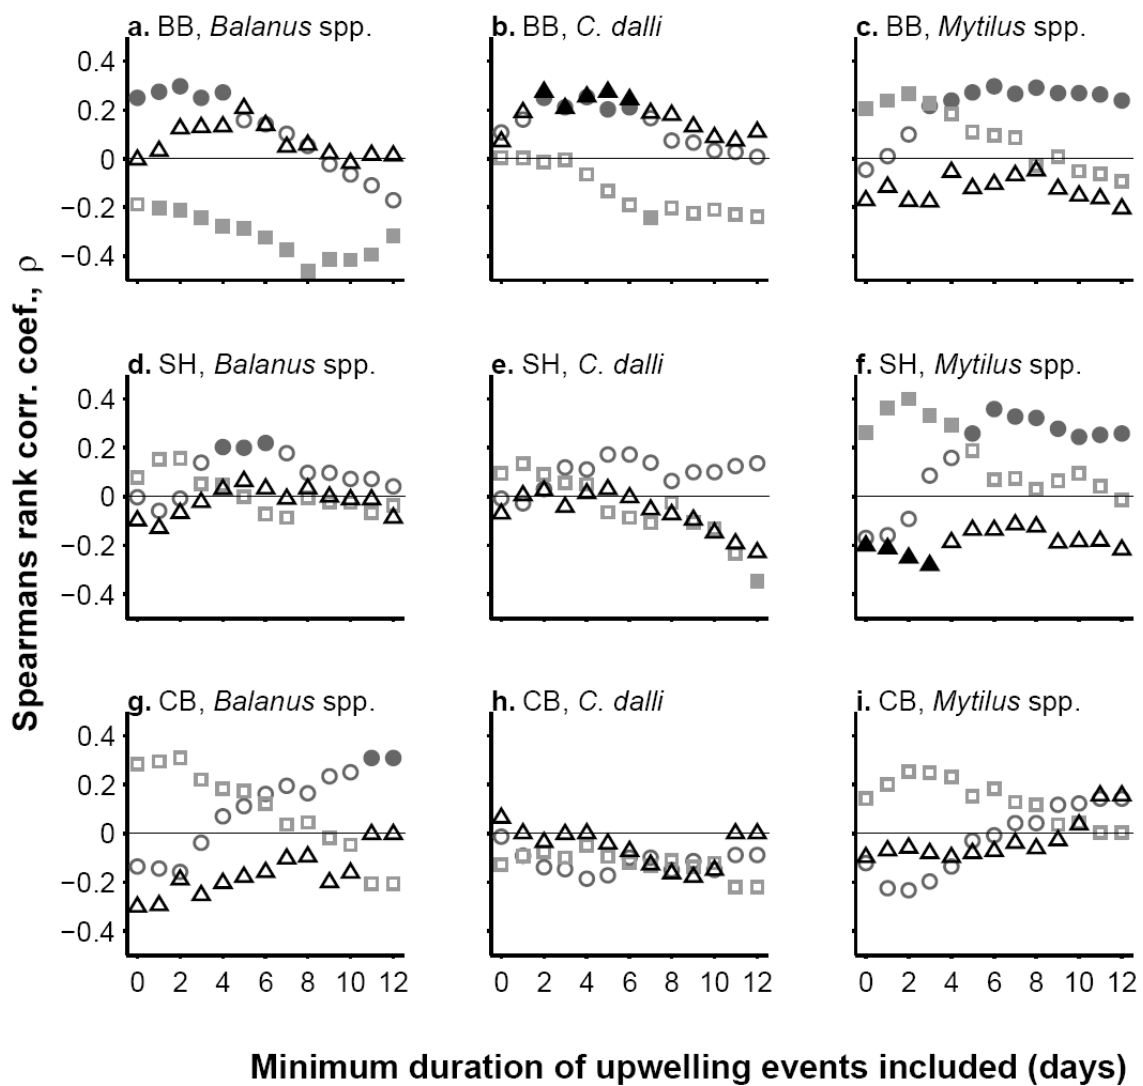 a. BB, Balanus spp.
b. BB, C. dalli
c. BB, Mytilus spp.
0.4
0.2
0
−0.2
−0.4
d. SH, Balanus spp.
e. SH, C. dalli
f. SH, Mytilus spp.
0.4
0.2
0
−0.2
−0.4
g. CB, Balanus spp.
h. CB, C. dalli
i. CB, Mytilus spp.
0.4
0.2
0
−0.2
−0.4
0 2 4 6 8 10 12
0 2 4 6 8 10 12
0 2 4 6 8 10 12
Spearmans rank corr. coef., ρ
Minimum duration of upwelling events included (days)